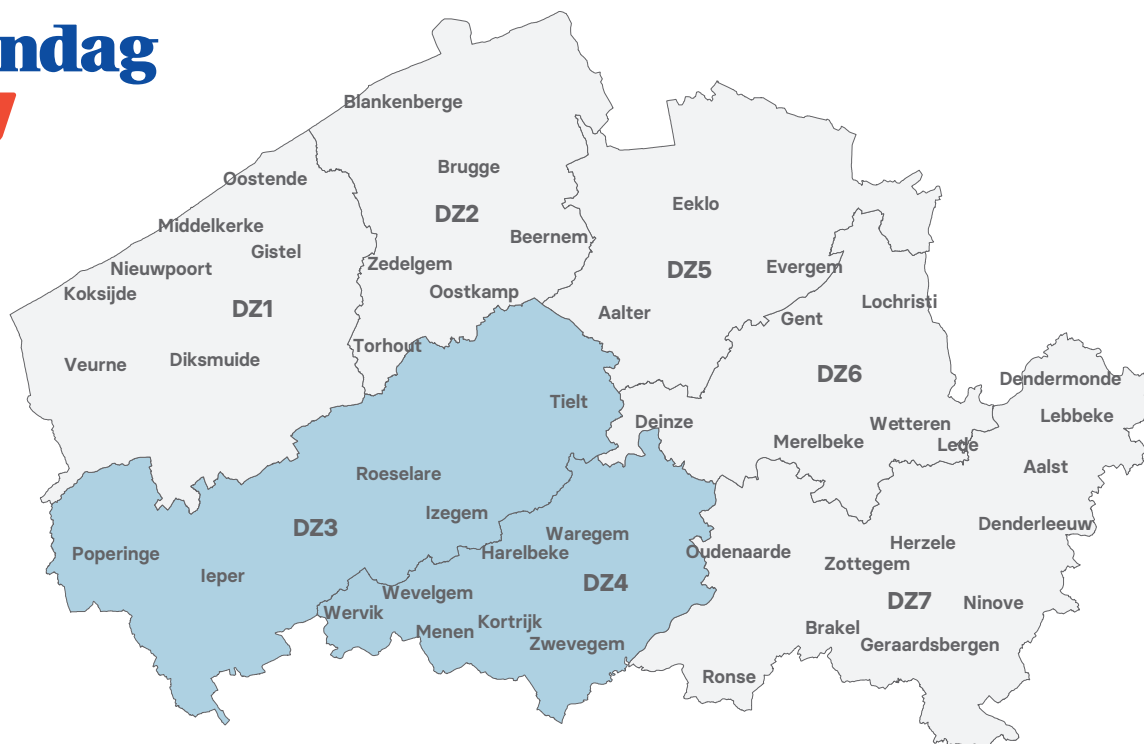 ndag
Blankenberge
Brugge
DZ2
Beernem
Zedelgem
Oostkamp
Torhout
Oostende
Middelkerke
Gistel
Nieuwpoort
Koksijde
DZ1
Veurne
Diksmuide
Eeklo
DZ5
Evergem
Aalter
Lochristi
Gent
DZ6
Deinze
Merelbeke
Wetteren
Lede
Tielt
Roeselare
Izegem
DZ3
Poperinge
Ieper
Waregem
Harelbeke
DZ4
Wevelgem
Wervik
Menen
Kortrijk
Zwevegem
Dendermonde
Lebbeke
Aalst
Denderleeuw
Oudenaarde
Herzele
Zottegem
DZ7
Ninove
Brakel
Geraardsbergen
Ronse